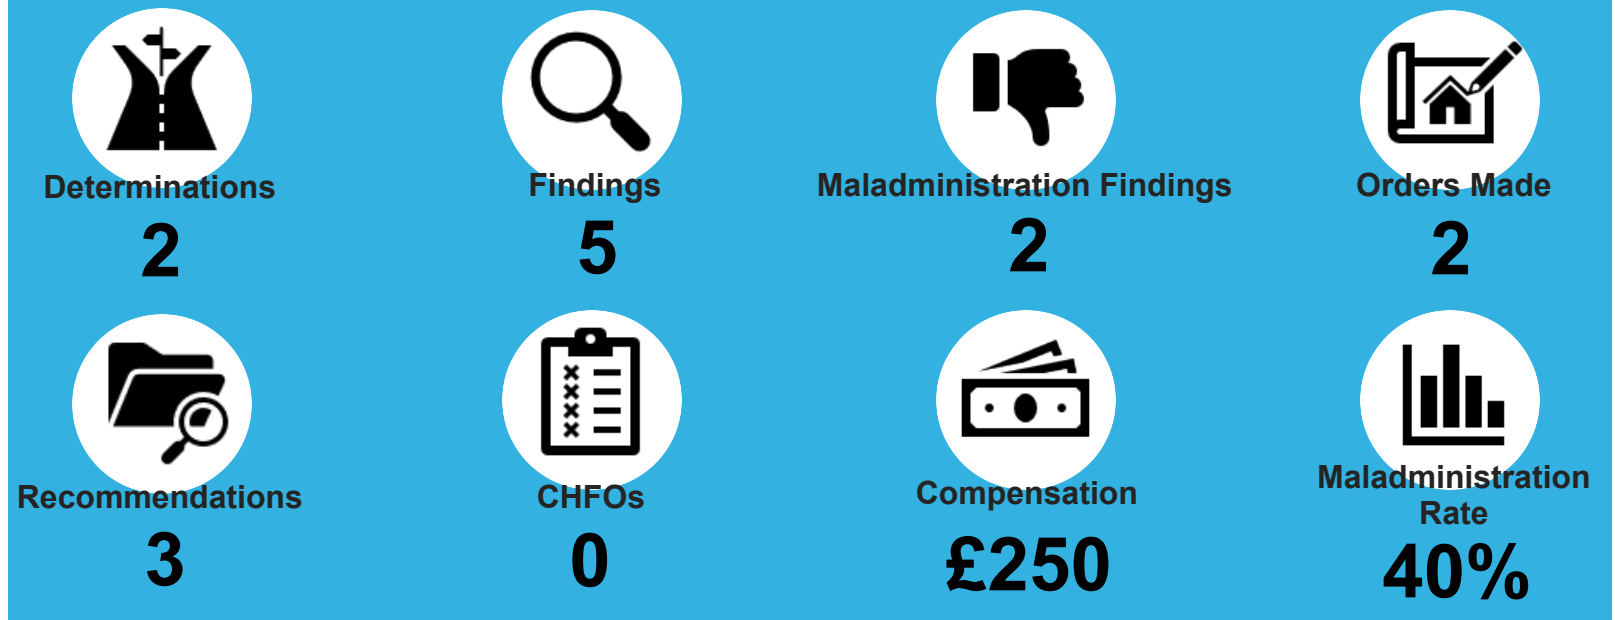 Determinations
2
Findings
5
Maladministration Findings
2
Orders Made
2
Recommendations
3
CHFOs
0
Compensation
£250
Maladministration
Rate
40%